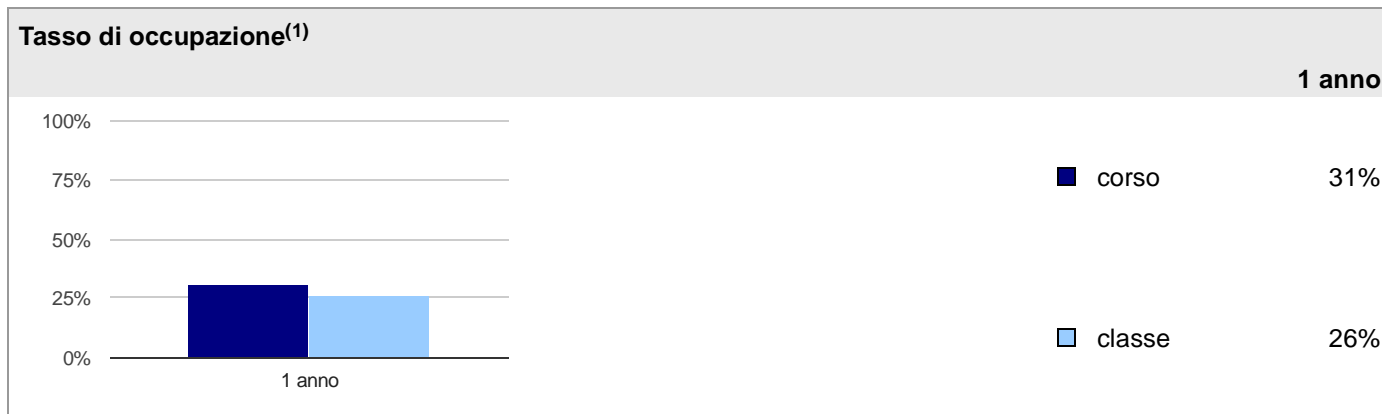 Tasso di occupazione(1)
1 anno
100%
75%
50%
25%
0%
1 anno
corso 31%
classe 26%